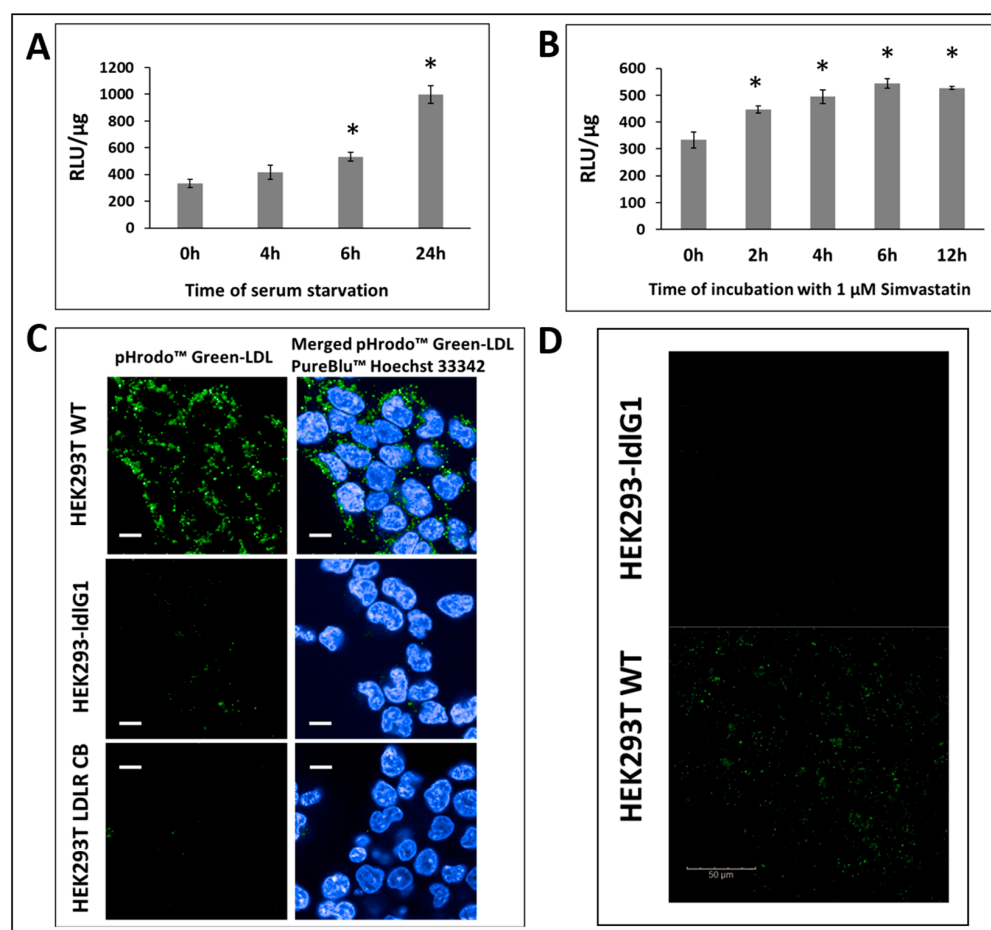 A
1200
1000
800
600
400
200
0
RLU/µg
*
*
0h 4h 6h 24h
Time of serum starvation
B
600
500
400
300
200
100
0
RLU/µg
* * * *
0h 2h 4h 6h 12h
Time of incubation with 1 µM Simvastatin
C
pHrodo™ Green-LDL
Merged pHrodo™ Green-LDL
PureBlu™ Hoechst 33342
HEK293T WT
HEK293-ldlG1
HEK293T LDLR CB
D
HEK293-ldlG1
HEK293T WT
50 µm